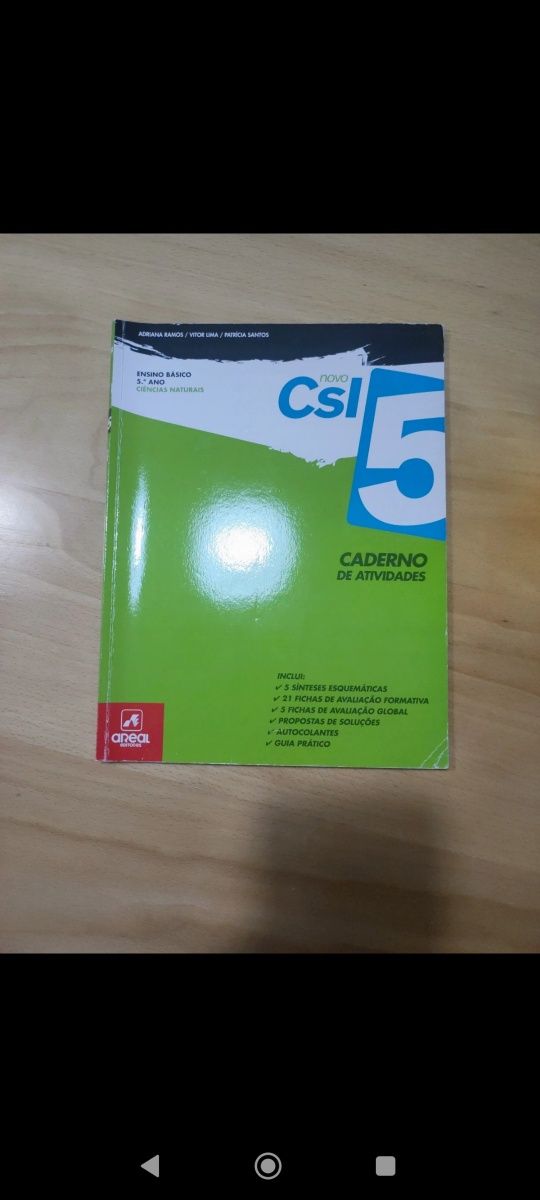 ADRIANA RAMOS / VITOR LIMA / PATRÍCIA SANTOS
ENSINO BÁSICO
5.º ANO
CIÊNCIAS NATURAIS
novo
CSI 5
CADERNO
DE ATIVIDADES
INCLUI:
✓ 5 SÍNTESES ESQUEMÁTICAS
✓ 21 FICHAS DE AVALIAÇÃO FORMATIVA
✓ 5 FICHAS DE AVALIAÇÃO GLOBAL
✓ PROPOSTAS DE SOLUÇÕES
✓ AUTOCOLANTES
✓ GUIA PRÁTICO
areal
EDITORES